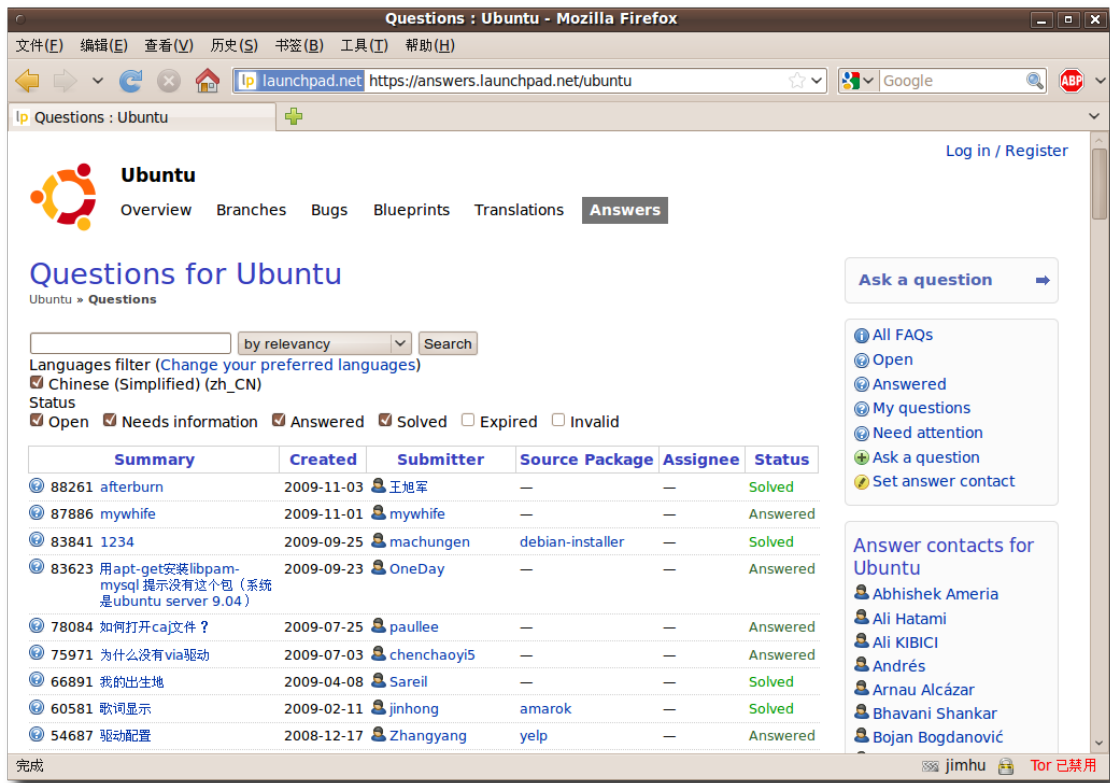 Questions : Ubuntu - Mozilla Firefox
文件(F) 编辑(E) 查看(V) 历史(S) 书签(B) 工具(T) 帮助(H)
lp launchpad.net https://answers.launchpad.net/ubuntu Google ABP
lp Questions : Ubuntu
Log in / Register
Ubuntu
Overview Branches Bugs Blueprints Translations Answers
Questions for Ubuntu
Ubuntu » Questions
by relevancy Search
Languages filter (Change your preferred languages)
Chinese (Simplified) (zh_CN)
Status
Open Needs information Answered Solved Expired Invalid
Summary Created Submitter Source Package Assignee Status
88261 afterburn 2009-11-03 王旭军 — — Solved
87886 mywhife 2009-11-01 mywhife — — Answered
83841 1234 2009-09-25 machungen debian-installer — Solved
83623 用apt-get安装libpam- 2009-09-23 OneDay — — Answered
mysql 提示没有这个包（系统
是ubuntu server 9.04）
78084 如何打开caj文件？ 2009-07-25 paullee — — Answered
75971 为什么没有via驱动 2009-07-03 chenchaoyi5 — — Answered
66891 我的出生地 2009-04-08 Sareil — — Solved
60581 歌词显示 2009-02-11 jinhong amarok — Solved
54687 驱动配置 2008-12-17 Zhangyang yelp — Answered
Ask a question
All FAQs
Open
Answered
My questions
Need attention
Ask a question
Set answer contact
Answer contacts for
Ubuntu
Abhishek Ameria
Ali Hatami
Ali KIBICI
Andrés
Arnau Alcázar
Bhavani Shankar
Bojan Bogdanović
完成 jimhu Tor 已禁用